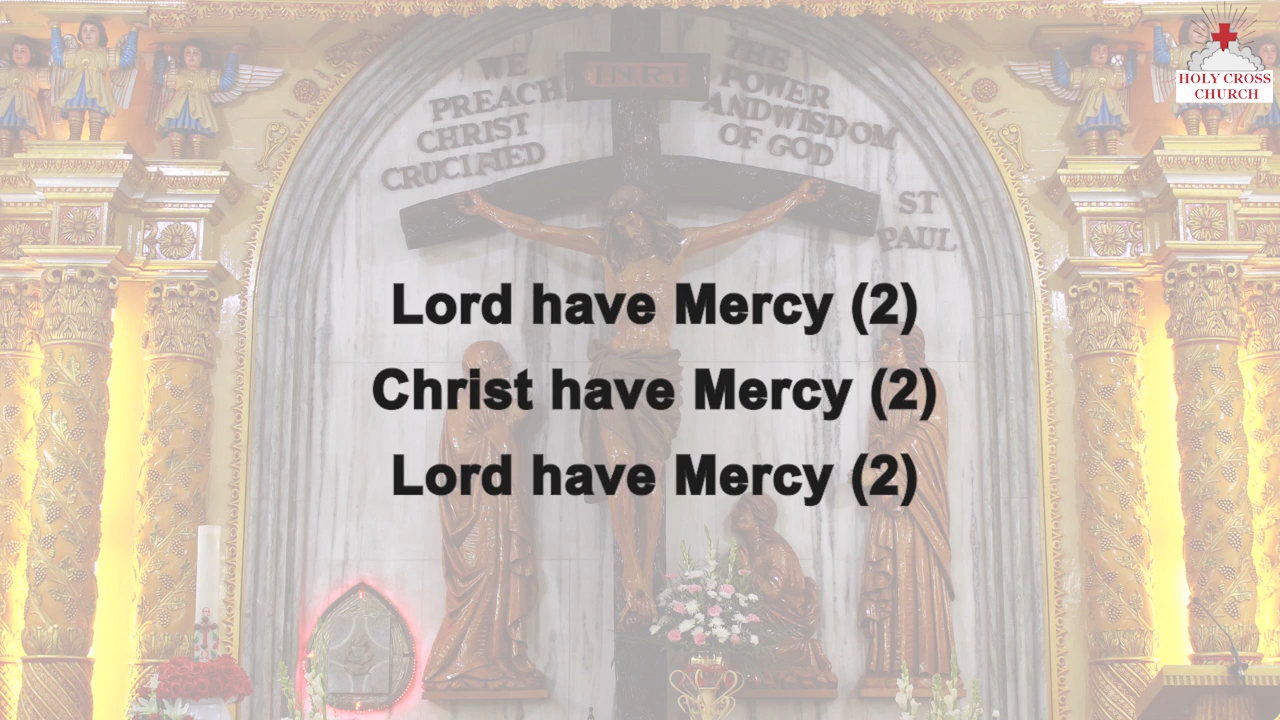 WE
PREACH
CHRIST
CRUCIFIED
INRI
THE
POWER
ANDWISDOM
OF GOD
ST
PAUL
HOLY CROSS
CHURCH
Lord have Mercy (2)
Christ have Mercy (2)
Lord have Mercy (2)